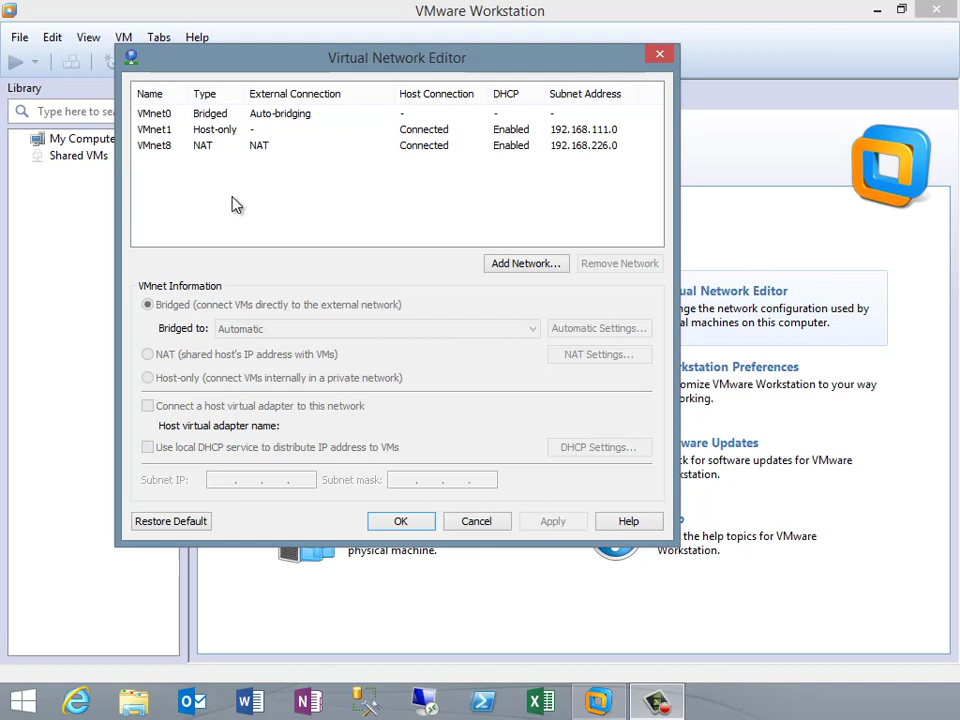 VMware Workstation
File Edit View VM Tabs Help
Virtual Network Editor
Library
Type here to sea
My Compute
Shared VMs
Name Type External Connection Host Connection DHCP Subnet Address
VMnet0 Bridged Auto-bridging - - -
VMnet1 Host-only - Connected Enabled 192.168.111.0
VMnet8 NAT NAT Connected Enabled 192.168.226.0
Add Network... Remove Network
VMnet Information
Bridged (connect VMs directly to the external network)
Bridged to: Automatic Automatic Settings...
NAT (shared host's IP address with VMs) NAT Settings...
Host-only (connect VMs internally in a private network)
Connect a host virtual adapter to this network
Host virtual adapter name:
Use local DHCP service to distribute IP address to VMs DHCP Settings...
Subnet IP: . . . Subnet mask: . . .
Restore Default OK Cancel Apply Help
ual Network Editor
nge the network configuration used by
al machines on this computer.
rkstation Preferences
omize VMware Workstation to your way
orking.
ware Updates
ck for software updates for VMware
kstation.
p
the help topics for VMware
Workstation.
physical machine.